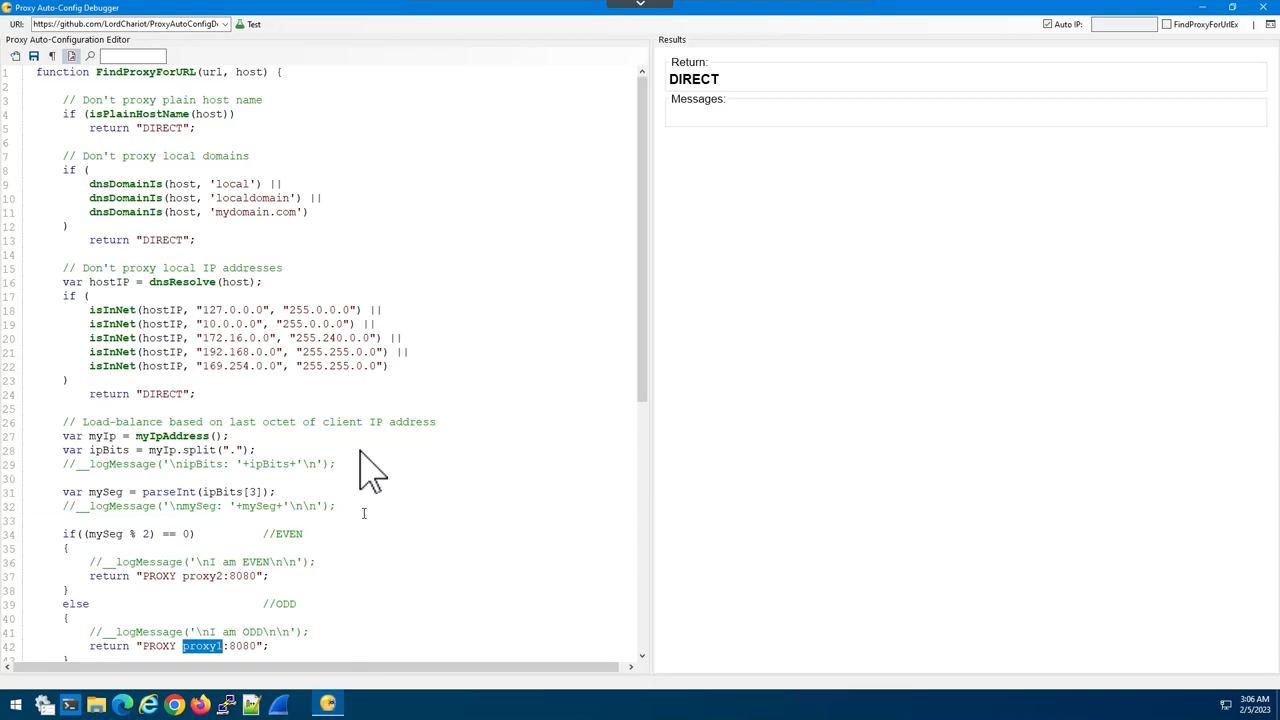 Proxy Auto-Config Debugger
URI: https://github.com/LordChariot/ProxyAutoConfigD Test Auto IP: FindProxyForUrlEx
Proxy Auto-Configuration Editor
1 function FindProxyForURL(url, host) {
2
3 // Don't proxy plain host name
4 if (isPlainHostName(host))
5 return "DIRECT";
6
7 // Don't proxy local domains
8 if (
9 dnsDomainIs(host, 'local') ||
10 dnsDomainIs(host, 'localdomain') ||
11 dnsDomainIs(host, 'mydomain.com')
12 )
13 return "DIRECT";
14
15 // Don't proxy local IP addresses
16 var hostIP = dnsResolve(host);
17 if (
18 isInNet(hostIP, "127.0.0.0", "255.0.0.0") ||
19 isInNet(hostIP, "10.0.0.0", "255.0.0.0") ||
20 isInNet(hostIP, "172.16.0.0", "255.240.0.0") ||
21 isInNet(hostIP, "192.168.0.0", "255.255.0.0") ||
22 isInNet(hostIP, "169.254.0.0", "255.255.0.0")
23 )
24 return "DIRECT";
25
26 // Load-balance based on last octet of client IP address
27 var myIp = myIpAddress();
28 var ipBits = myIp.split(".");
29 //__logMessage('\nipBits: '+ipBits+'\n');
30
31 var mySeg = parseInt(ipBits[3]);
32 //__logMessage('\nmySeg: '+mySeg+'\n\n');
33
34 if((mySeg % 2) == 0) //EVEN
35 {
36 //__logMessage('\nI am EVEN\n\n');
37 return "PROXY proxy2:8080";
38 }
39 else //ODD
40 {
41 //__logMessage('\nI am ODD\n\n');
42 return "PROXY proxy1:8080";
43 }
Results
Return:
DIRECT
Messages:
3:06 AM
2/5/2023